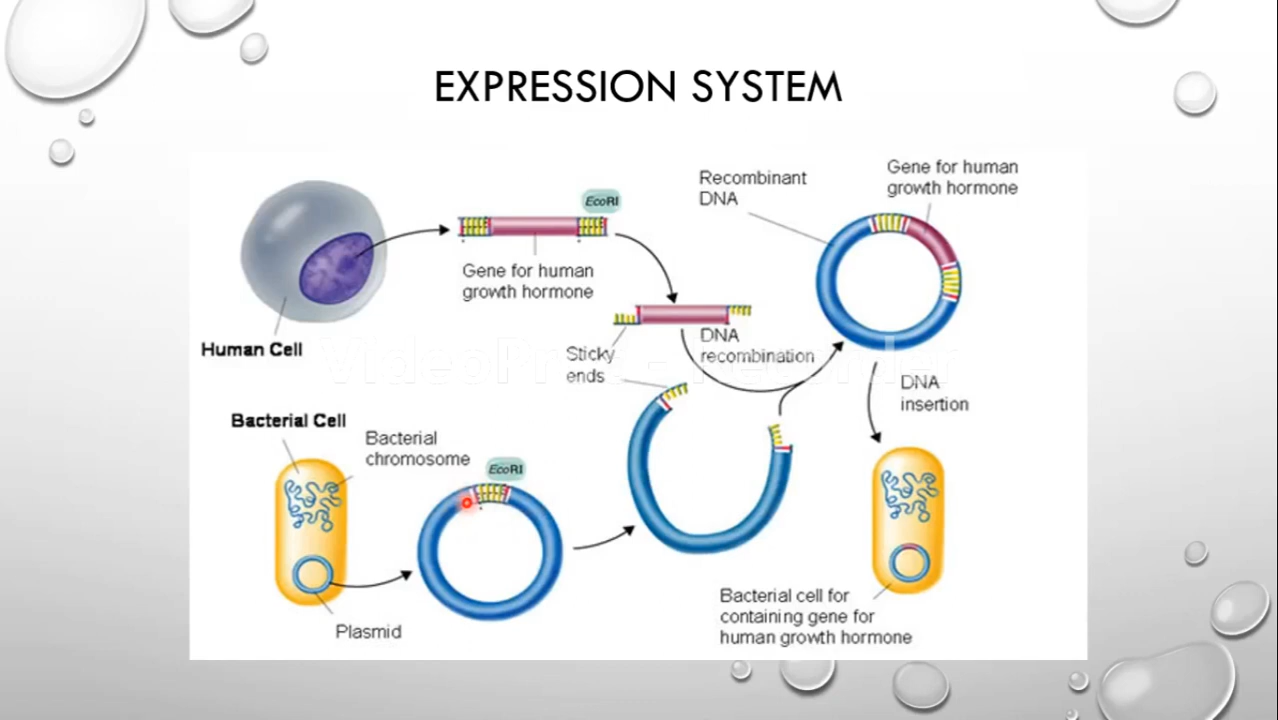 EXPRESSION SYSTEM
Recombinant
DNA
Gene for human
growth hormone
EcoRI
Gene for human
growth hormone
Human Cell
Sticky
ends
DNA
recombination
DNA
insertion
Bacterial Cell
Bacterial
chromosome
EcoRI
Plasmid
Bacterial cell for
containing gene for
human growth hormone